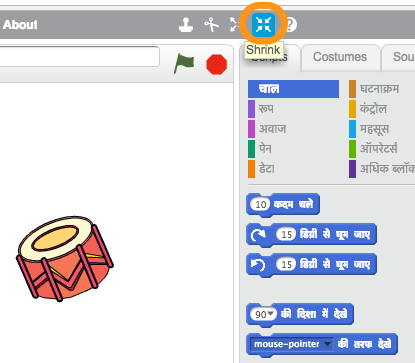 About
?
Shrink
Scripts Costumes Sou
चाल घटनाक्रम
रूप कंट्रोल
अवाज महसूस
पेन ऑपरेटर्स
डेटा अधिक ब्लॉक
10 कदम चले
15 डिग्री से घूम जाए
15 डिग्री से घूम जाए
90 की दिशा में देखें
mouse-pointer की तरफ देखें